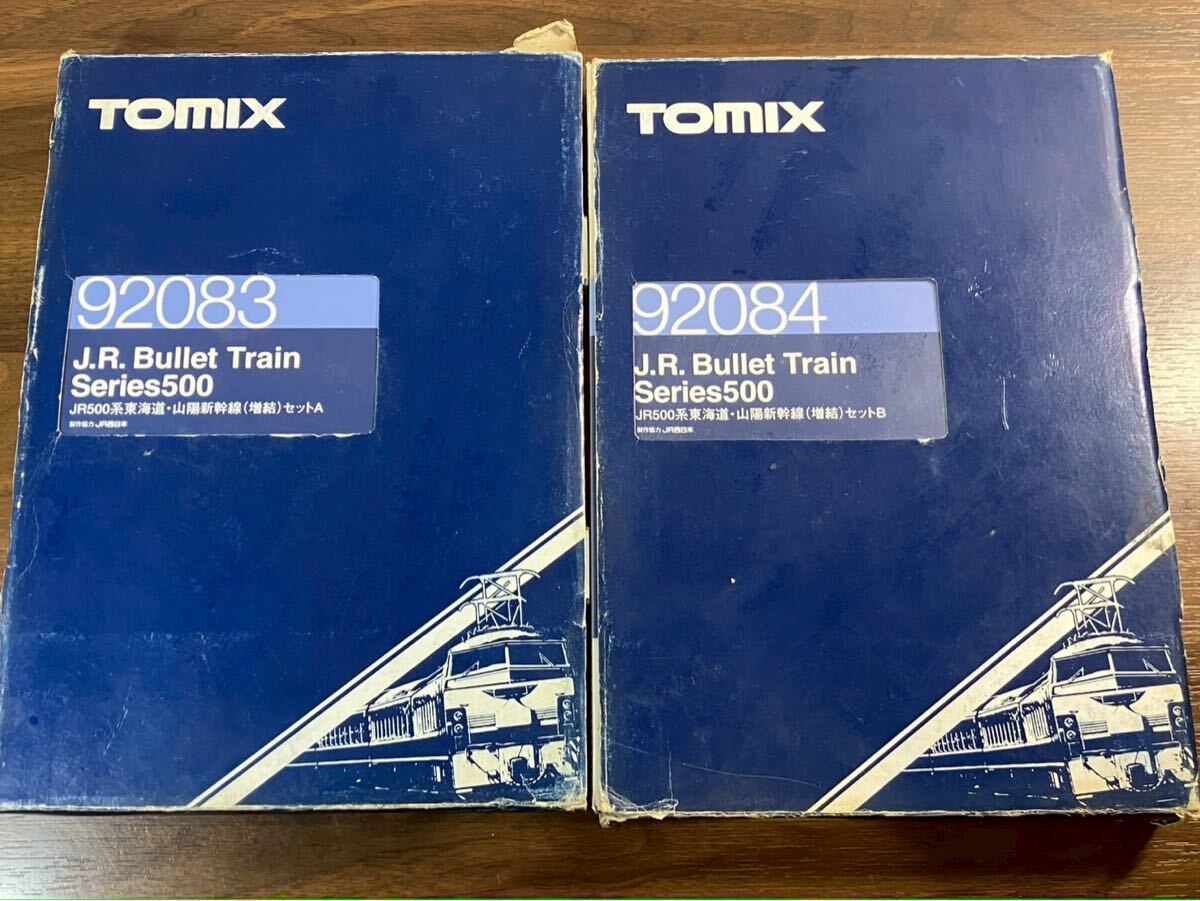 TOMIX
92083
J.R. Bullet Train
Series500
JR500系東海道・山陽新幹線（増結）セットA
製作協力 JR西日本
TOMIX
92084
J.R. Bullet Train
Series500
JR500系東海道・山陽新幹線（増結）セットB
製作協力 JR西日本